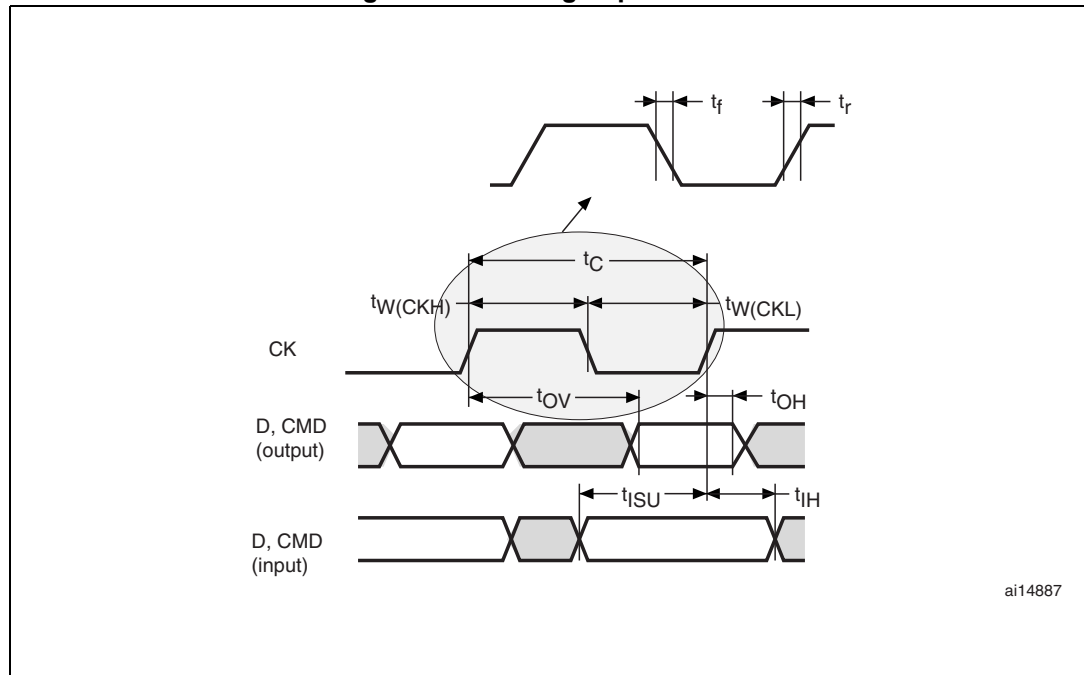 tf
tr
tC
tW(CKH)
tW(CKL)
CK
tOV
tOH
D, CMD
(output)
tISU
tIH
D, CMD
(input)
ai14887